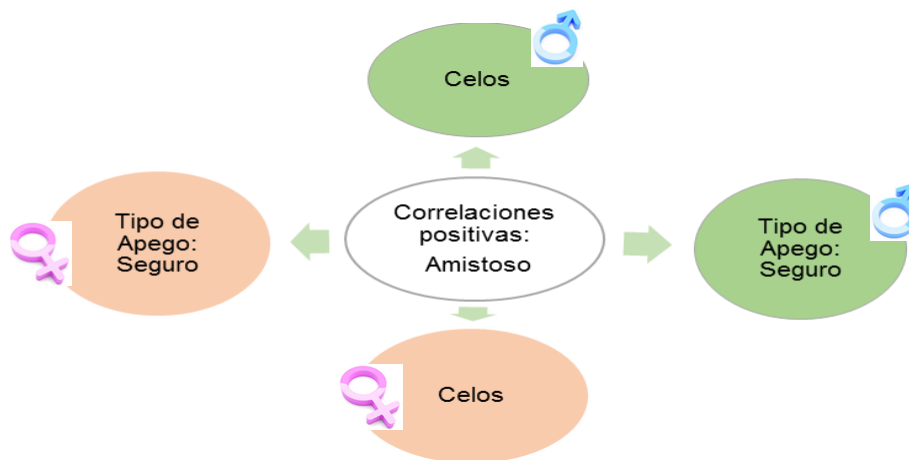 Celos
Tipo de
Apego:
Seguro
Correlaciones
positivas:
Amistoso
Tipo de
Apego:
Seguro
Celos